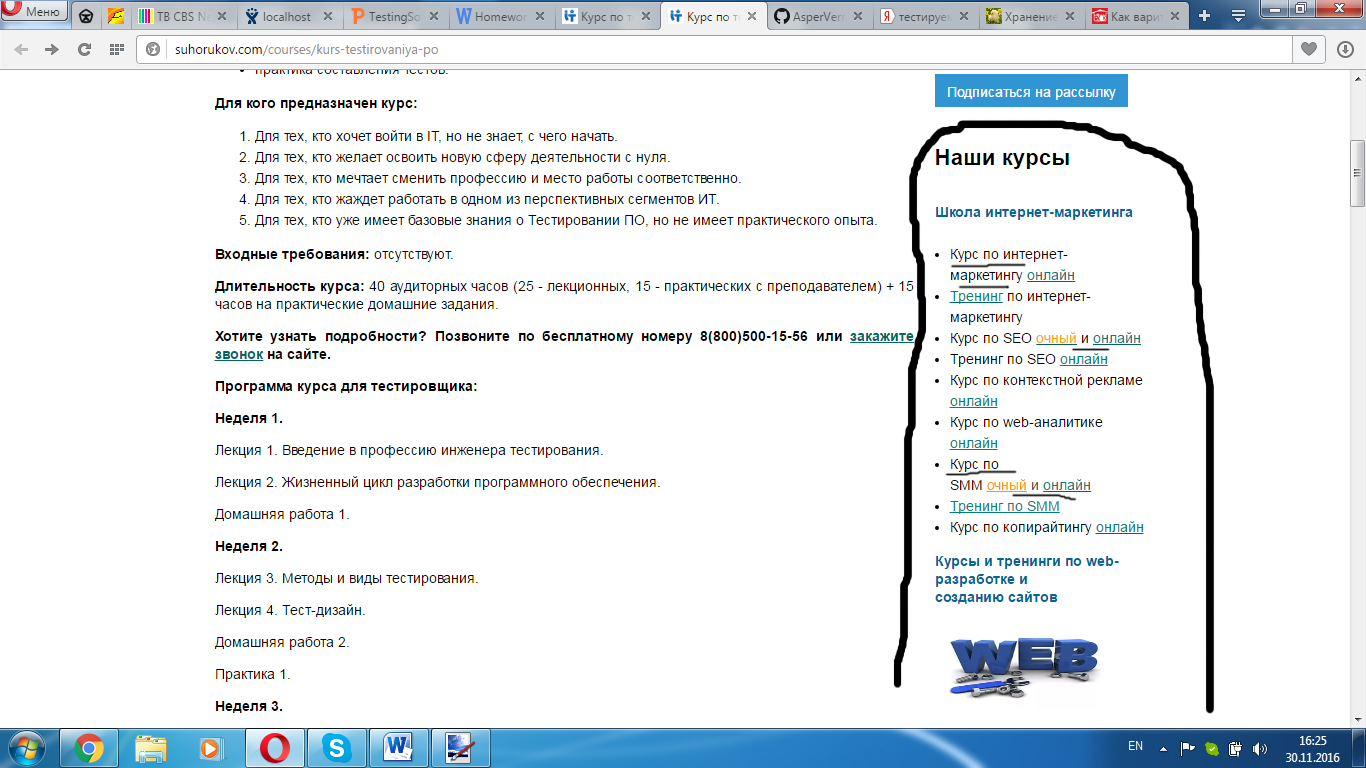 Меню
ТВ CBS Ne
localhost
TestingSo
Homewor
Курс по т
Курс по т
AsperVerr
тестируем
Хранение
Как варит
suhorukov.com/courses/kurs-testirovaniya-po
Для кого предназначен курс:
1. Для тех, кто хочет войти в IT, но не знает, с чего начать.
2. Для тех, кто желает освоить новую сферу деятельности с нуля.
3. Для тех, кто мечтает сменить профессию и место работы соответственно.
4. Для тех, кто жаждет работать в одном из перспективных сегментов ИТ.
5. Для тех, кто уже имеет базовые знания о Тестировании ПО, но не имеет практического опыта.
Входные требования: отсутствуют.
Длительность курса: 40 аудиторных часов (25 - лекционных, 15 - практических с преподавателем) + 15
часов на практические домашние задания.
Хотите узнать подробности? Позвоните по бесплатному номеру 8(800)500-15-56 или закажите
звонок на сайте.
Программа курса для тестировщика:
Неделя 1.
Лекция 1. Введение в профессию инженера тестирования.
Лекция 2. Жизненный цикл разработки программного обеспечения.
Домашняя работа 1.
Неделя 2.
Лекция 3. Методы и виды тестирования.
Лекция 4. Тест-дизайн.
Домашняя работа 2.
Практика 1.
Неделя 3.
Подписаться на рассылку
Наши курсы
Школа интернет-маркетинга
Курс по интернет-
маркетингу онлайн
Тренинг по интернет-
маркетингу
Курс по SEO очный и онлайн
Тренинг по SEO онлайн
Курс по контекстной рекламе
онлайн
Курс по web-аналитике
онлайн
Курс по
SMM очный и онлайн
Тренинг по SMM
Курс по копирайтингу онлайн
Курсы и тренинги по web-
разработке и
созданию сайтов
WEB
EN
16:25
30.11.2016